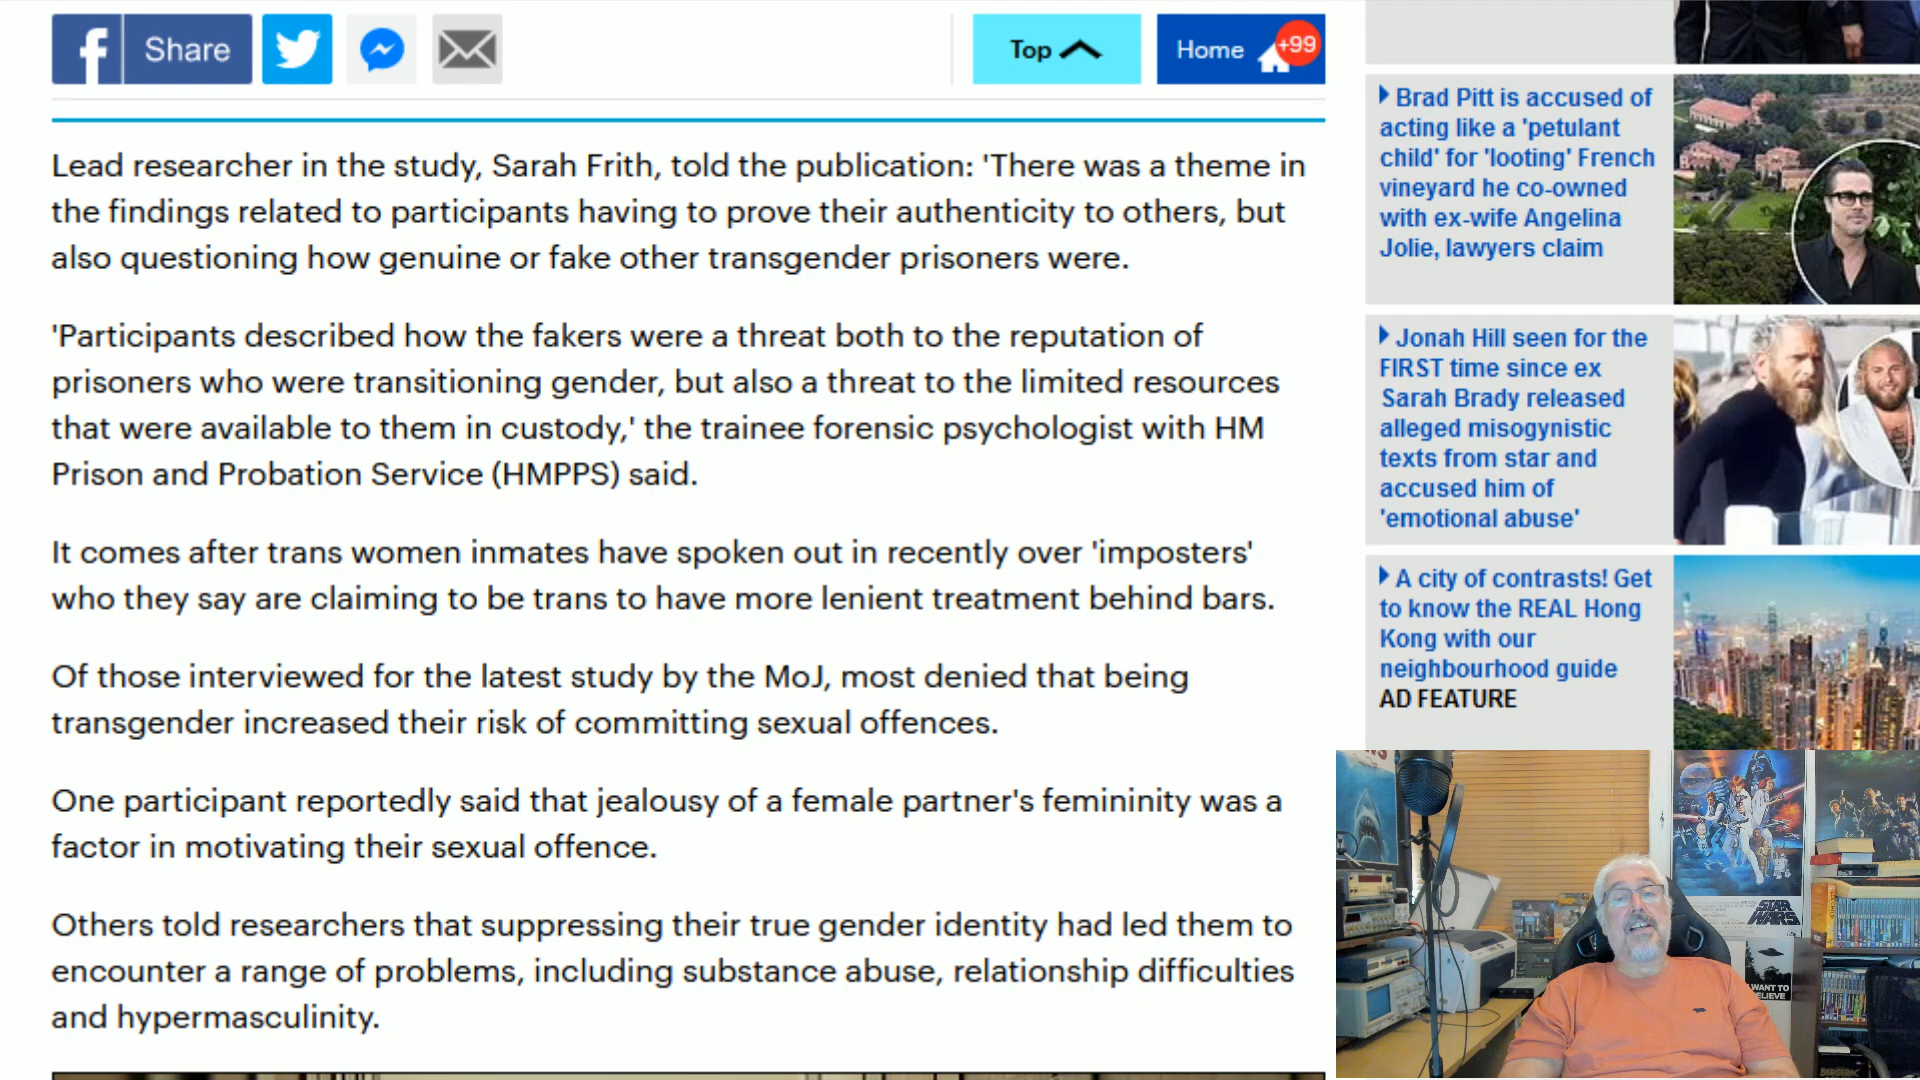 Share
Top
Home
+99
Lead researcher in the study, Sarah Frith, told the publication: 'There was a theme in
the findings related to participants having to prove their authenticity to others, but
also questioning how genuine or fake other transgender prisoners were.
'Participants described how the fakers were a threat both to the reputation of
prisoners who were transitioning gender, but also a threat to the limited resources
that were available to them in custody,' the trainee forensic psychologist with HM
Prison and Probation Service (HMPPS) said.
It comes after trans women inmates have spoken out in recently over 'imposters'
who they say are claiming to be trans to have more lenient treatment behind bars.
Of those interviewed for the latest study by the MoJ, most denied that being
transgender increased their risk of committing sexual offences.
One participant reportedly said that jealousy of a female partner's femininity was a
factor in motivating their sexual offence.
Others told researchers that suppressing their true gender identity had led them to
encounter a range of problems, including substance abuse, relationship difficulties
and hypermasculinity.
Brad Pitt is accused of
acting like a 'petulant
child' for 'looting' French
vineyard he co-owned
with ex-wife Angelina
Jolie, lawyers claim
Jonah Hill seen for the
FIRST time since ex
Sarah Brady released
alleged misogynistic
texts from star and
accused him of
'emotional abuse'
A city of contrasts! Get
to know the REAL Hong
Kong with our
neighbourhood guide
AD FEATURE
STAR
WARS
WANT TO
BELIEVE